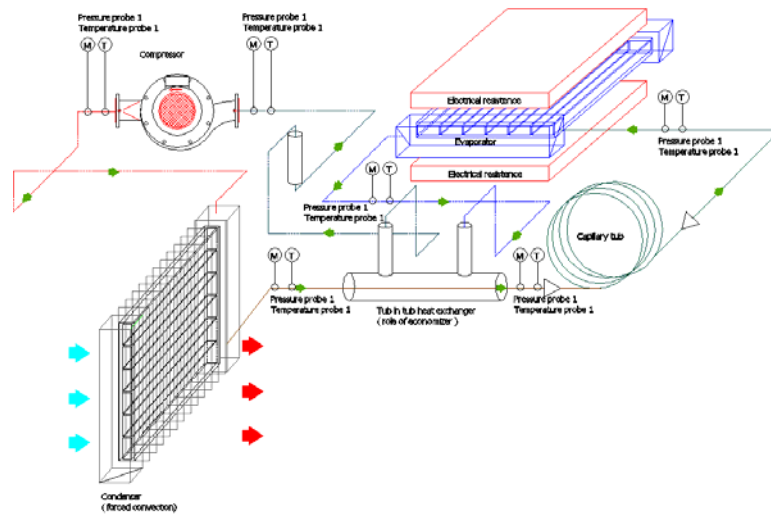 Pressure probe 1
Temperature probe 1
Pressure probe 1
Temperature probe 1
M
T
Compressor
M
T
Electrical resistence
Evaporator
Electrical resistence
M
T
Pressure probe 1
Temperature probe 1
M
T
Pressure probe 1
Temperature probe 1
Capillary tub
M
T
Pressure probe 1
Temperature probe 1
Tub in tub heat exchanger
( role of economizer )
M
T
Pressure probe 1
Temperature probe 1
Condenser
( forced convection)